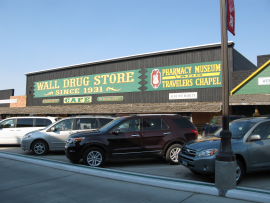 WALL DRUG STORE
SINCE 1931
CAFE
PHARMACY MUSEUM
TRAVELERS CHAPEL